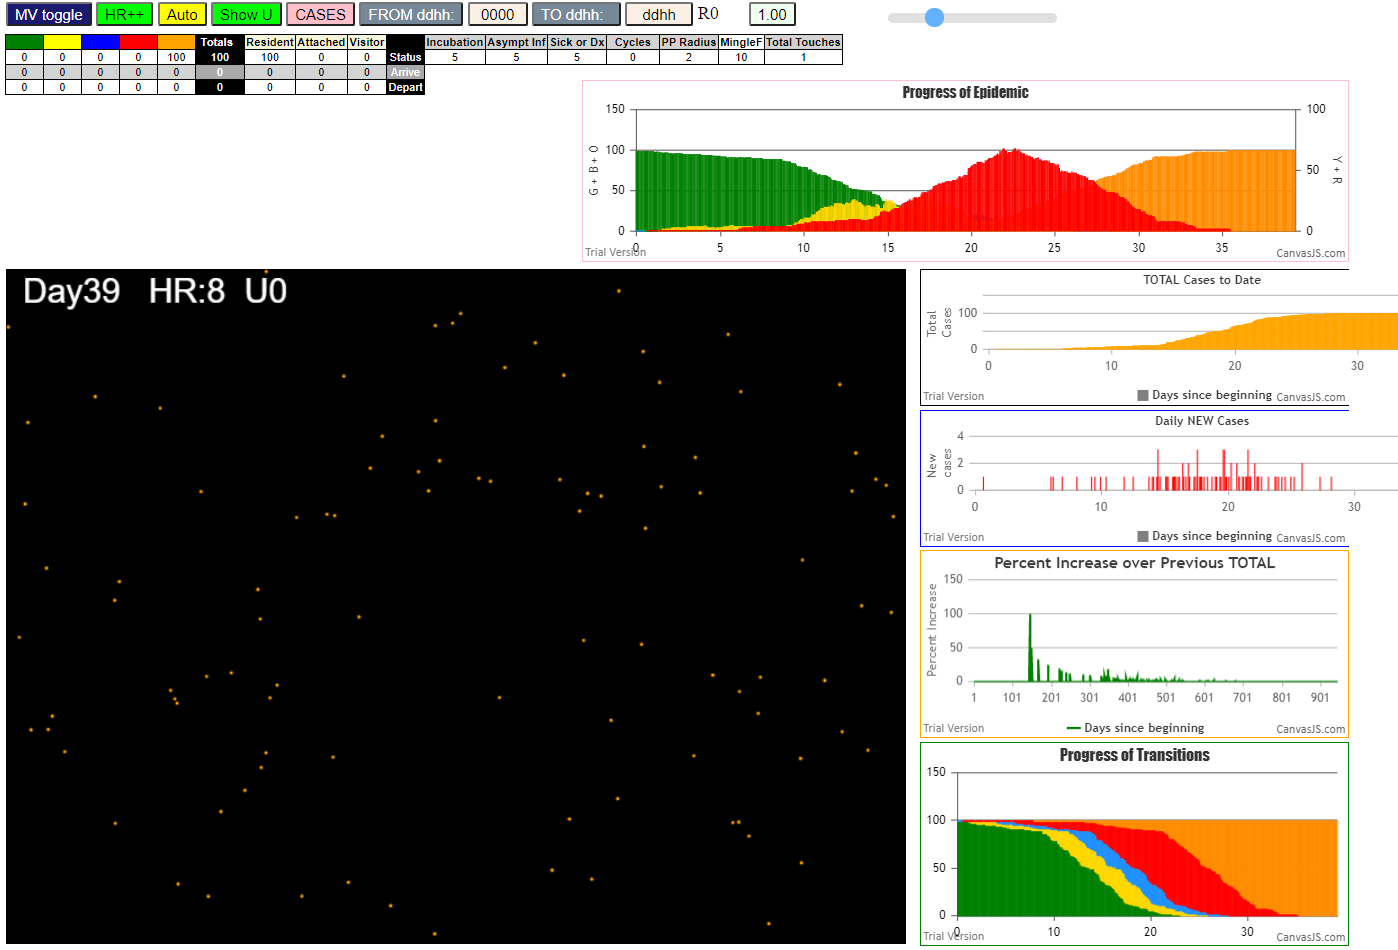 MV toggle HR++ Auto Show U CASES FROM ddhh: 0000 TO ddhh: ddhh R0 1.00
Totals Resident Attached Visitor Incubation Asympt Inf Sick or Dx Cycles PP Radius MingleF Total Touches
0 0 0 0 100 100 100 0 0 Status 5 5 5 0 2 10 1
0 0 0 0 0 0 0 0 0 Arrive
0 0 0 0 0 0 0 0 0 Depart
Progress of Epidemic
150 100
100
50 50
0 0
G + B + O
Y + R
0 5 10 15 20 25 30 35
Trial Version CanvasJS.com
Day39 HR:8 U0
TOTAL Cases to Date
Total Cases
100
0
0 10 20 30
Days since beginning
Trial Version CanvasJS.com
Daily NEW Cases
New cases
4
2
0
0 10 20 30
Days since beginning
Trial Version CanvasJS.com
Percent Increase over Previous TOTAL
Percent Increase
150
100
50
0
1 101 201 301 401 501 601 701 801 901
Days since beginning
Trial Version CanvasJS.com
Progress of Transitions
150
100
50
0
0 10 20 30
Trial Version CanvasJS.com